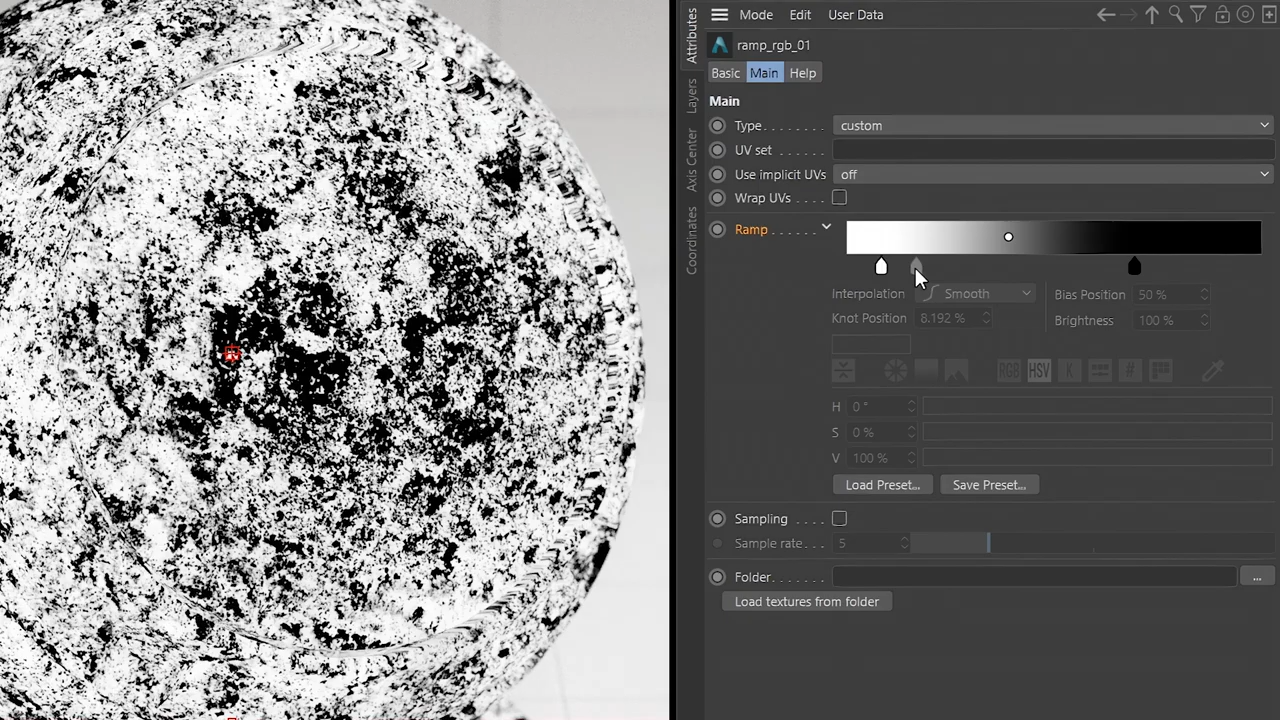 Mode Edit User Data
Attributes
Layers
Axis Center
Coordinates
ramp_rgb_01
Basic Main Help
Main
Type . . . . . . . custom
UV set
Use implicit UVs off
Wrap UVs . . . .
Ramp . . . . . .
Interpolation Smooth
Bias Position 50 %
Knot Position 8.192 %
Brightness 100 %
RGB HSV K #
H 0 °
S 0 %
V 100 %
Load Preset... Save Preset...
Sampling . . . .
Sample rate. . . 5
Folder. . . . . . . ...
Load textures from folder